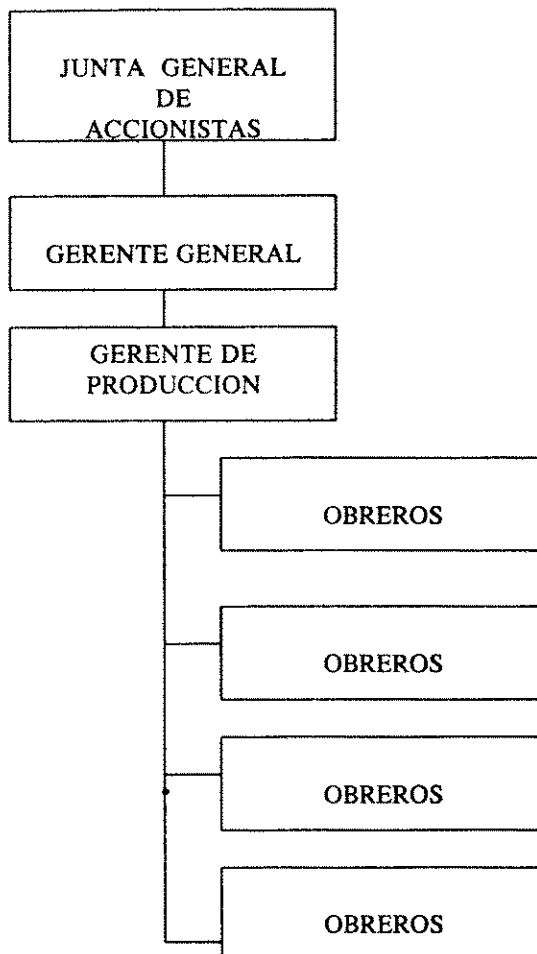 JUNTA GENERAL
DE
ACCIONISTAS
GERENTE GENERAL
GERENTE DE
PRODUCCION
OBREROS
OBREROS
OBREROS
OBREROS